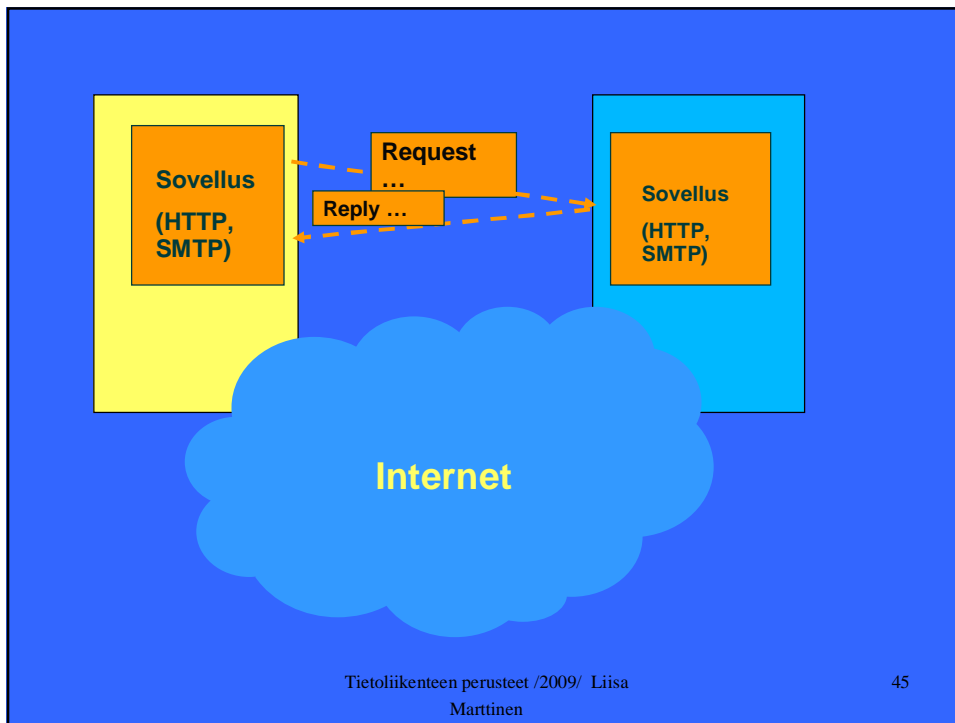 Sovellus
(HTTP,
SMTP)
Request
…
Reply …
Sovellus
(HTTP,
SMTP)
Internet
Tietoliikenteen perusteet /2009/ Liisa
Marttinen
45